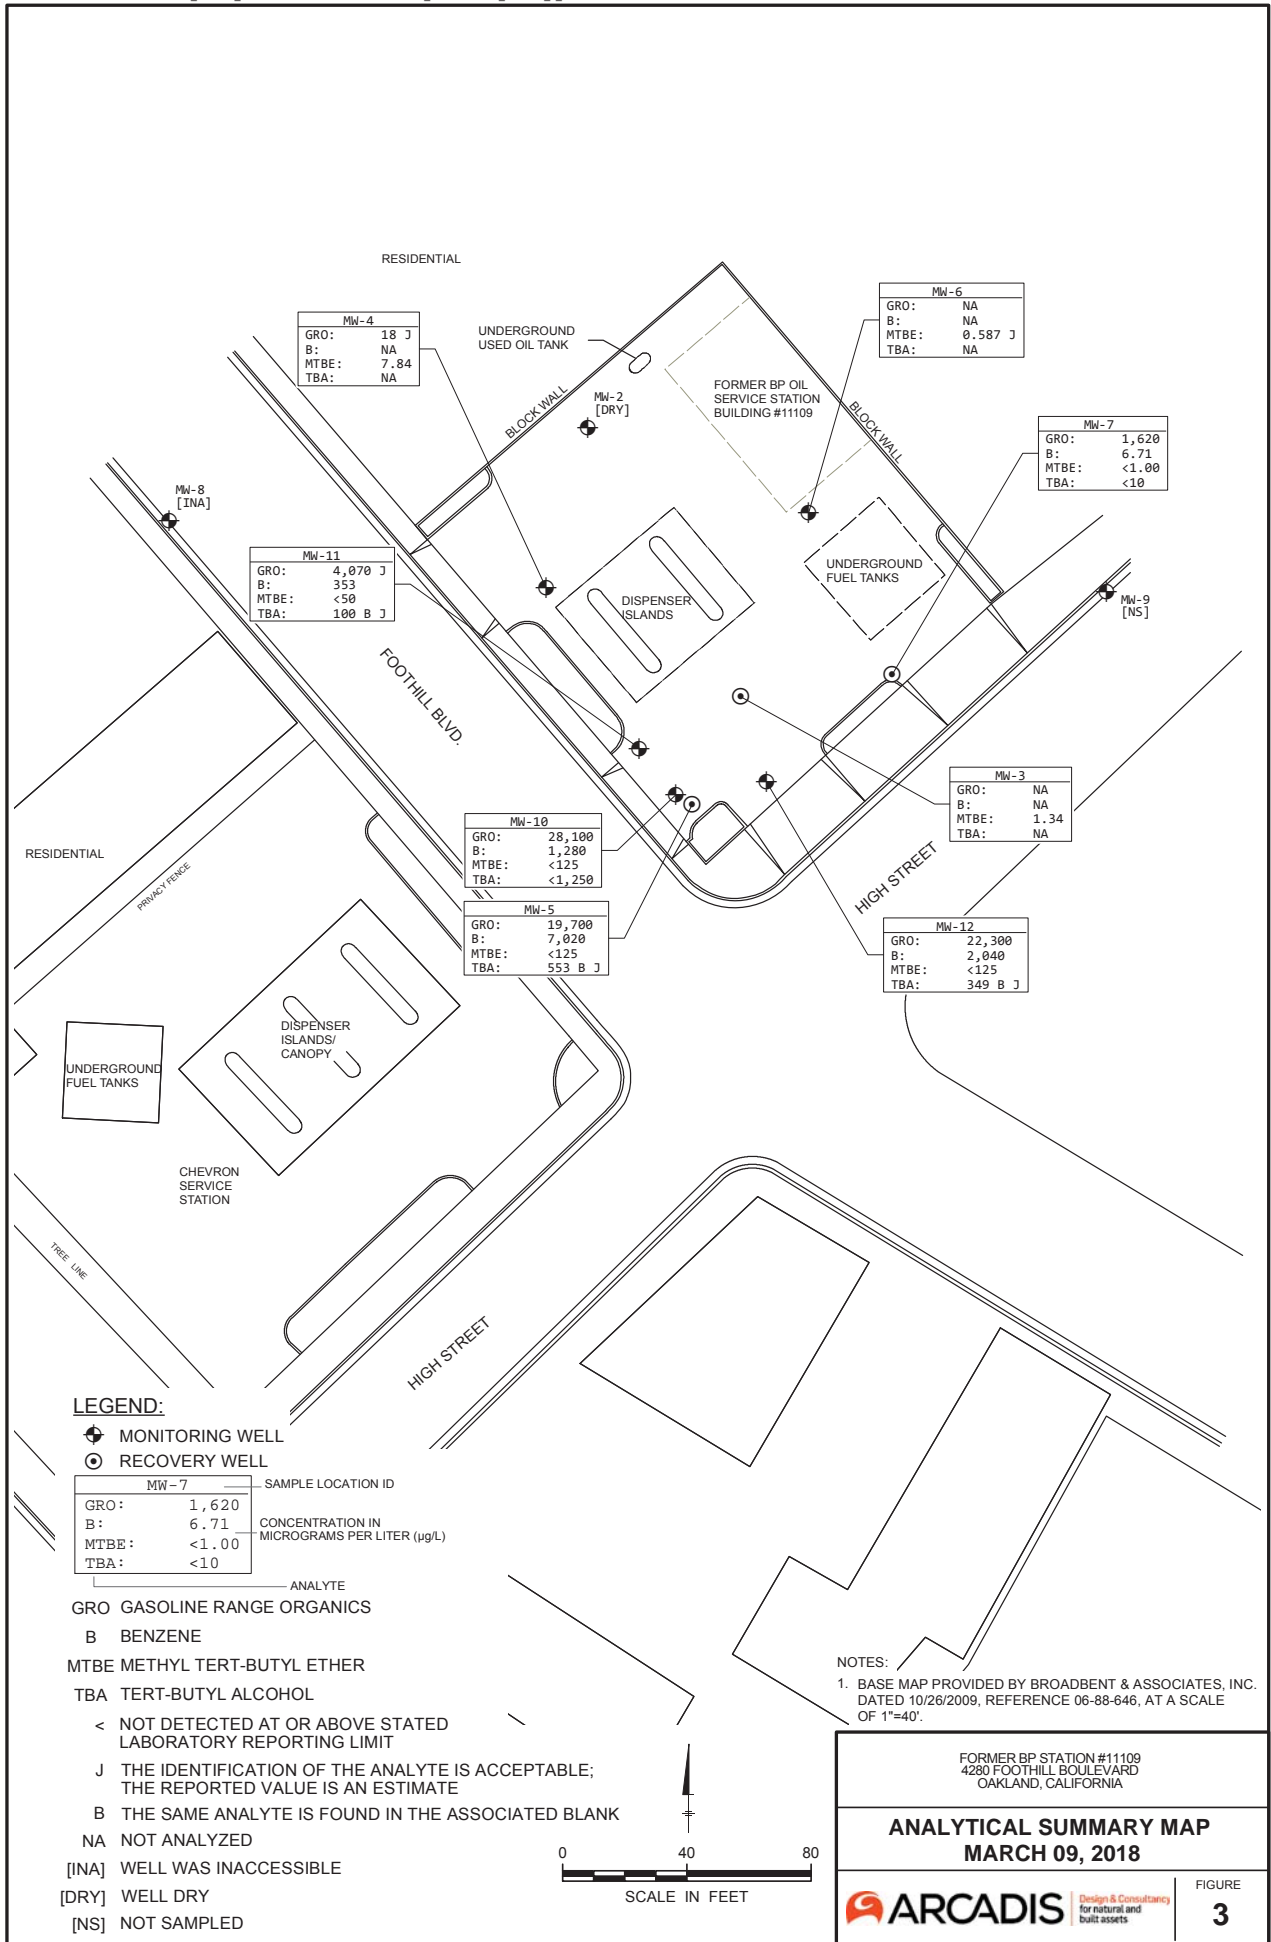 RESIDENTIAL
MW-4
GRO: 18 J
B: NA
MTBE: 7.84
TBA: NA
UNDERGROUND
USED OIL TANK
MW-6
GRO: NA
B: NA
MTBE: 0.587 J
TBA: NA
BLOCK WALL
MW-2
[DRY]
FORMER BP OIL
SERVICE STATION
BUILDING #11109
BLOCK WALL
MW-7
GRO: 1,620
B: 6.71
MTBE: <1.00
TBA: <10
MW-8
[INA]
MW-11
GRO: 4,070 J
B: 353
MTBE: <50
TBA: 100 B J
UNDERGROUND
FUEL TANKS
DISPENSER
ISLANDS
MW-9
[NS]
FOOTHILL BLVD.
MW-3
GRO: NA
B: NA
MTBE: 1.34
TBA: NA
MW-10
GRO: 28,100
B: 1,280
MTBE: <125
TBA: <1,250
RESIDENTIAL
PRIVACY FENCE
HIGH STREET
MW-5
GRO: 19,700
B: 7,020
MTBE: <125
TBA: 553 B J
MW-12
GRO: 22,300
B: 2,040
MTBE: <125
TBA: 349 B J
DISPENSER
ISLANDS/
CANOPY
UNDERGROUND
FUEL TANKS
CHEVRON
SERVICE
STATION
TREE LINE
HIGH STREET
LEGEND:
MONITORING WELL
RECOVERY WELL
MW-7 SAMPLE LOCATION ID
GRO: 1,620
B: 6.71
MTBE: <1.00
TBA: <10
CONCENTRATION IN
MICROGRAMS PER LITER (µg/L)
ANALYTE
GRO GASOLINE RANGE ORGANICS
B BENZENE
MTBE METHYL TERT-BUTYL ETHER
TBA TERT-BUTYL ALCOHOL
< NOT DETECTED AT OR ABOVE STATED
LABORATORY REPORTING LIMIT
J THE IDENTIFICATION OF THE ANALYTE IS ACCEPTABLE;
THE REPORTED VALUE IS AN ESTIMATE
B THE SAME ANALYTE IS FOUND IN THE ASSOCIATED BLANK
NA NOT ANALYZED
[INA] WELL WAS INACCESSIBLE
[DRY] WELL DRY
[NS] NOT SAMPLED
0 40 80
SCALE IN FEET
NOTES:
1. BASE MAP PROVIDED BY BROADBENT & ASSOCIATES, INC.
DATED 10/26/2009, REFERENCE 06-88-646, AT A SCALE
OF 1"=40'.
FORMER BP STATION #11109
4280 FOOTHILL BOULEVARD
OAKLAND, CALIFORNIA
ANALYTICAL SUMMARY MAP
MARCH 09, 2018
ARCADIS
Design & Consultancy
for natural and
built assets
FIGURE
3